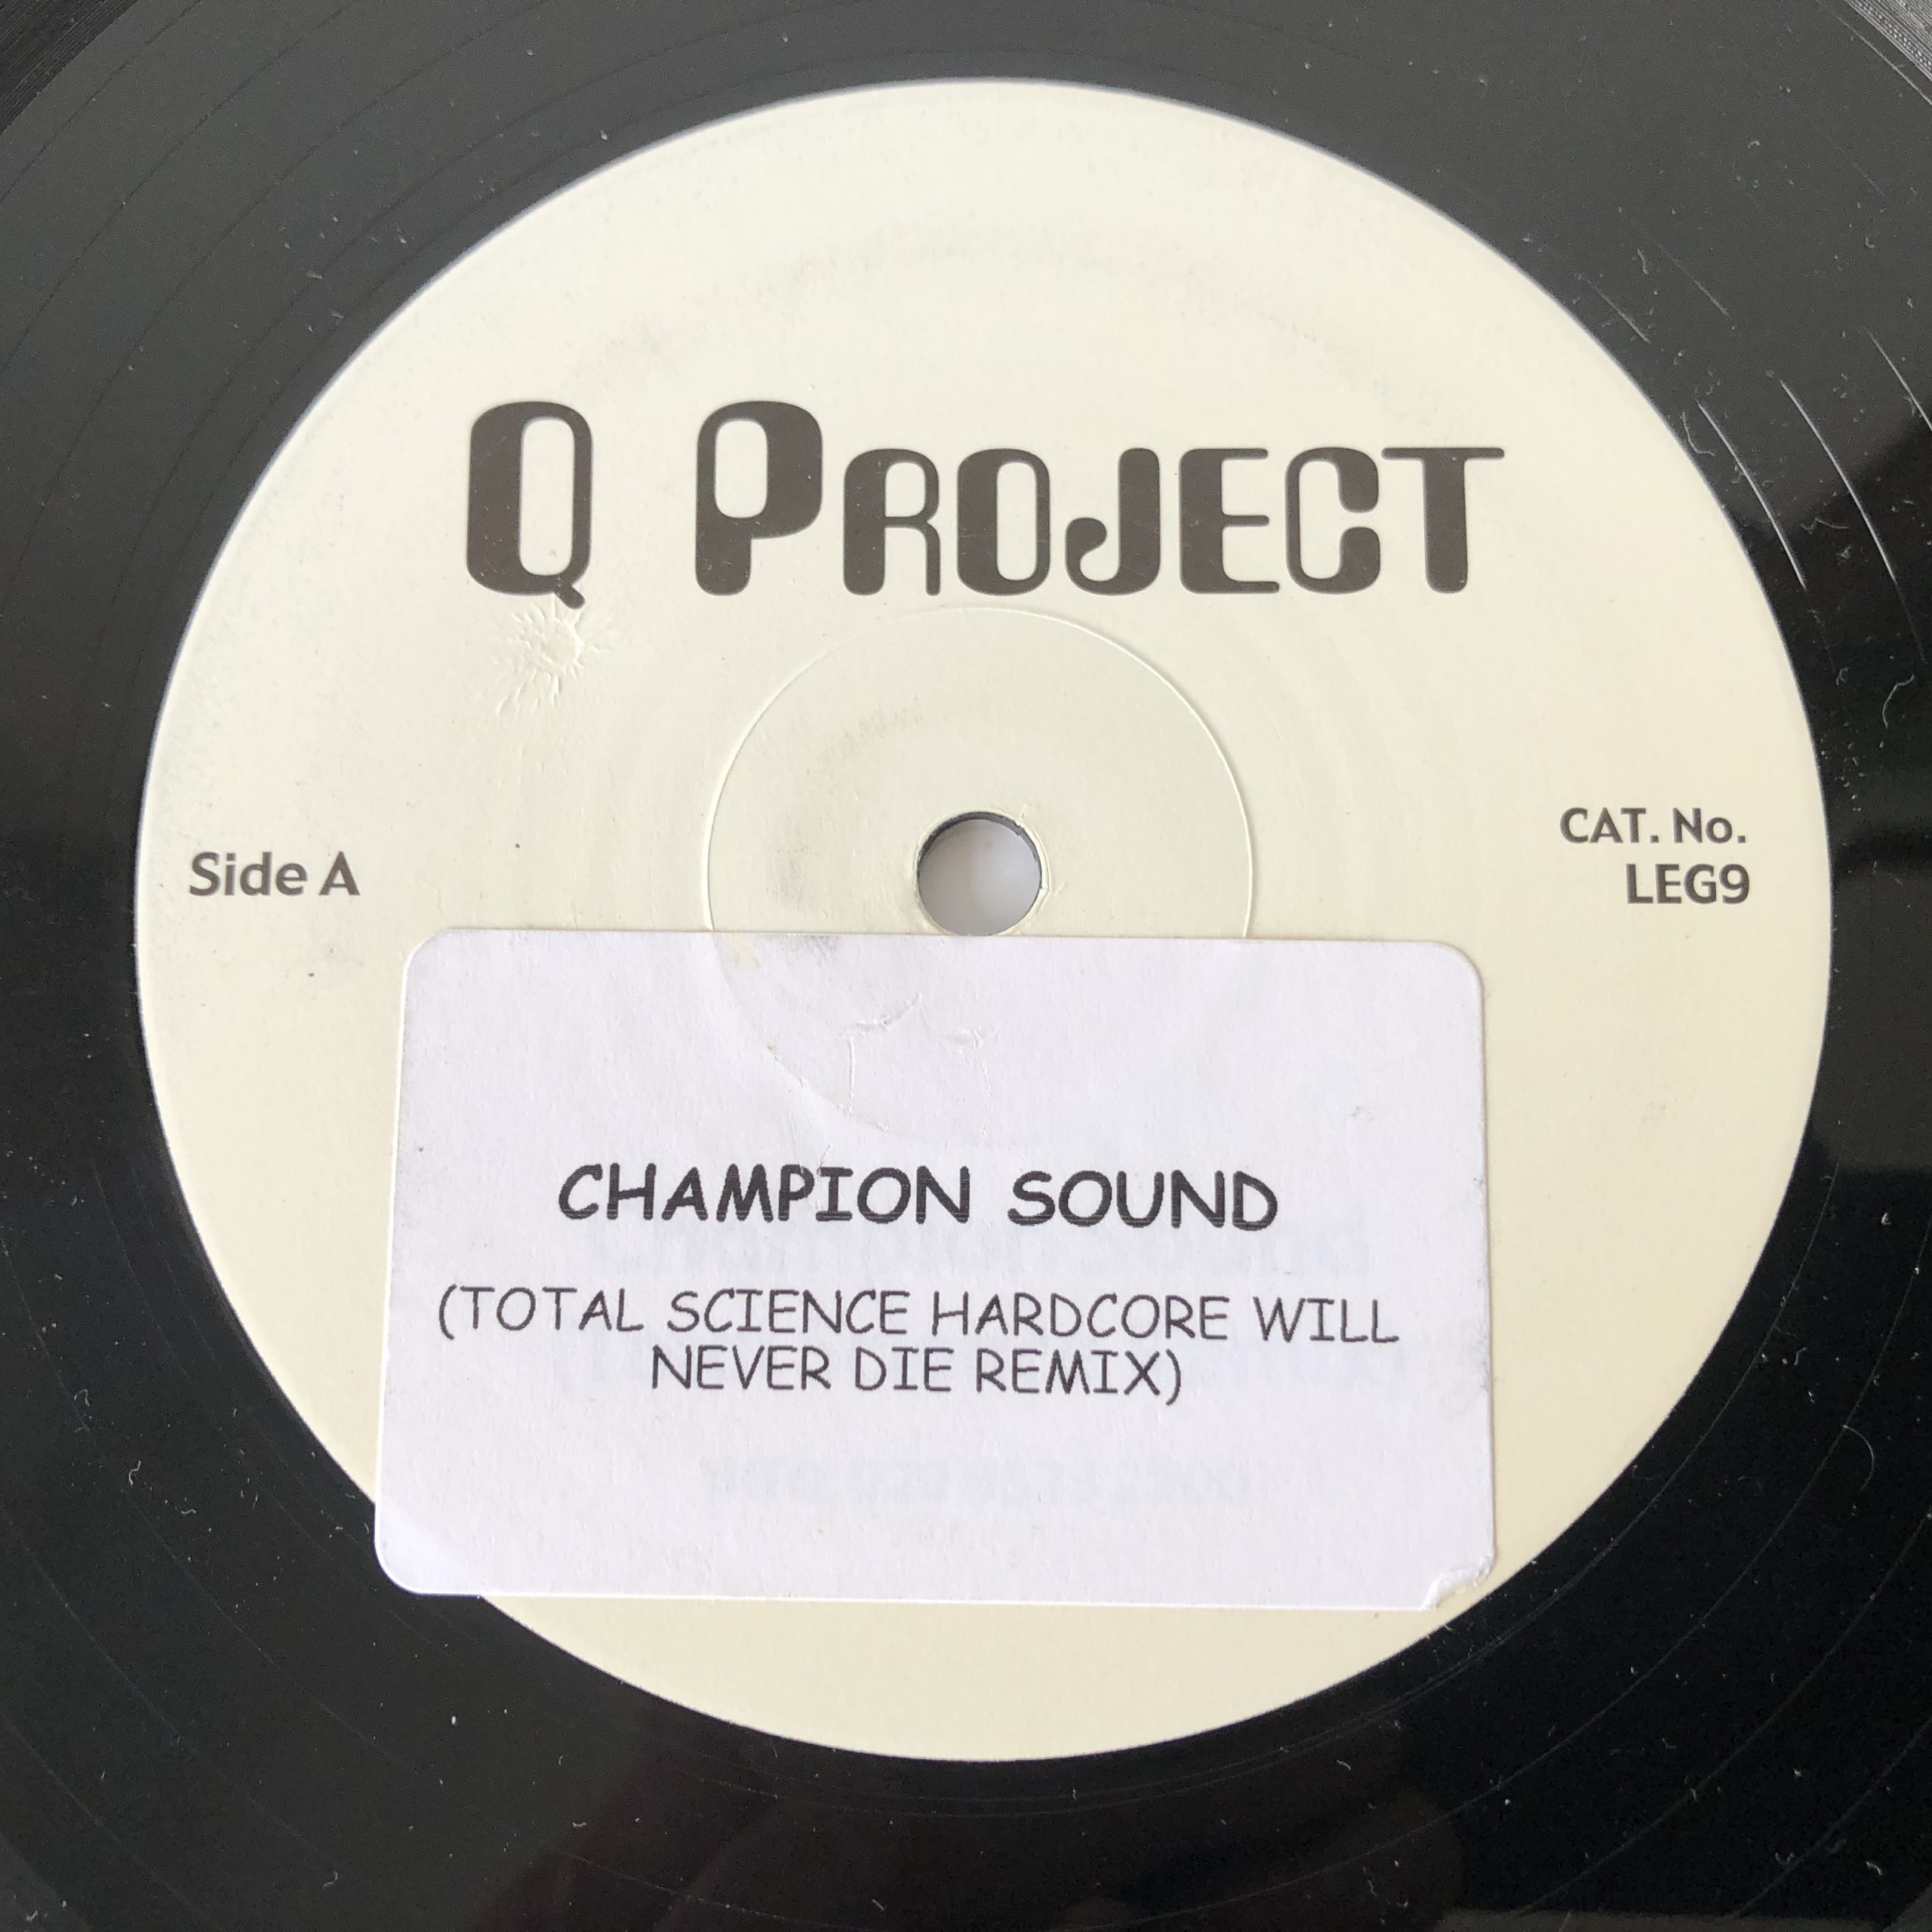 Q PROJECT
Side A
CAT. No.
LEG9
CHAMPION SOUND
(TOTAL SCIENCE HARDCORE WILL
NEVER DIE REMIX)